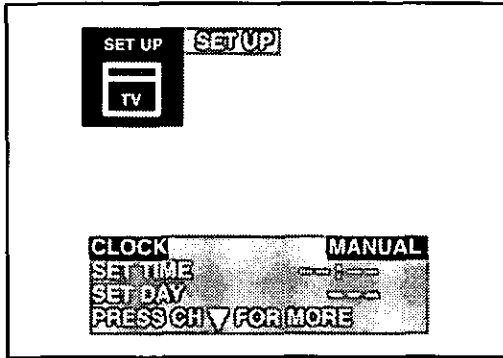 SET UP SET UP
TV
CLOCK MANUAL
SET TIME --:--
SET DAY ---
PRESS CH ▽ FOR MORE